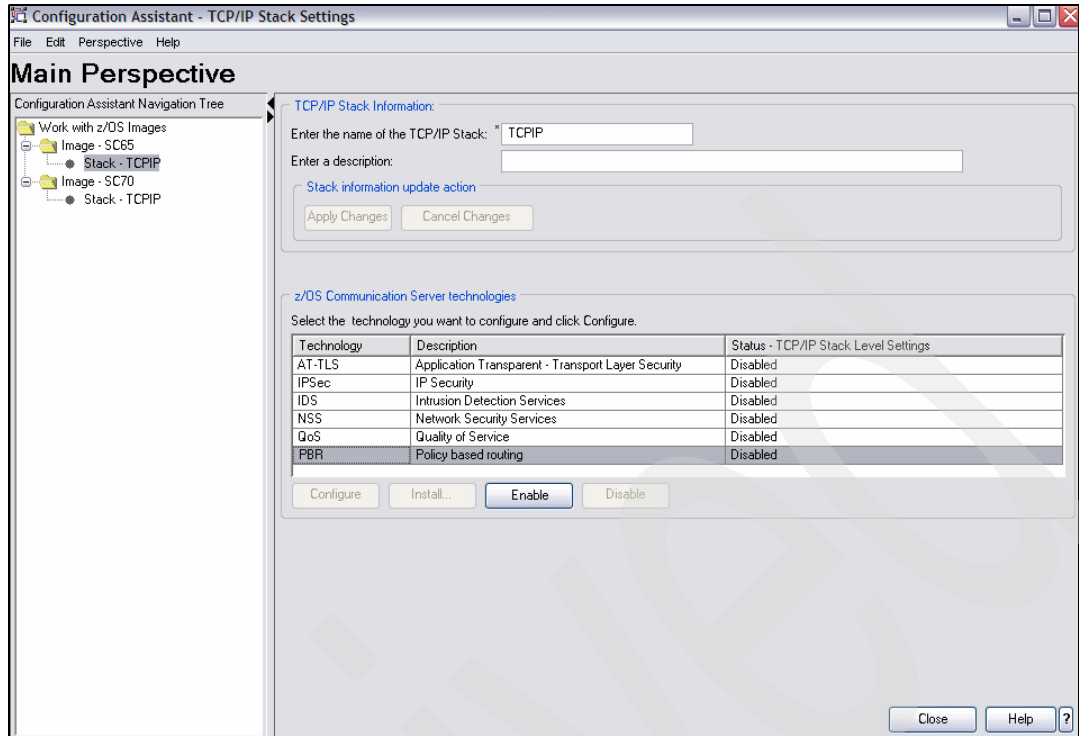 Configuration Assistant - TCP/IP Stack Settings
File Edit Perspective Help
Main Perspective
Configuration Assistant Navigation Tree
Work with z/OS Images
Image - SC65
Stack - TCPIP
Image - SC70
Stack - TCPIP
TCP/IP Stack Information:
Enter the name of the TCP/IP Stack: * TCPIP
Enter a description:
Stack information update action
Apply Changes Cancel Changes
z/OS Communication Server technologies
Select the technology you want to configure and click Configure.
Technology Description Status - TCP/IP Stack Level Settings
AT-TLS Application Transparent - Transport Layer Security Disabled
IPSec IP Security Disabled
IDS Intrusion Detection Services Disabled
NSS Network Security Services Disabled
QoS Quality of Service Disabled
PBR Policy based routing Disabled
Configure Install... Enable Disable
Close Help ?